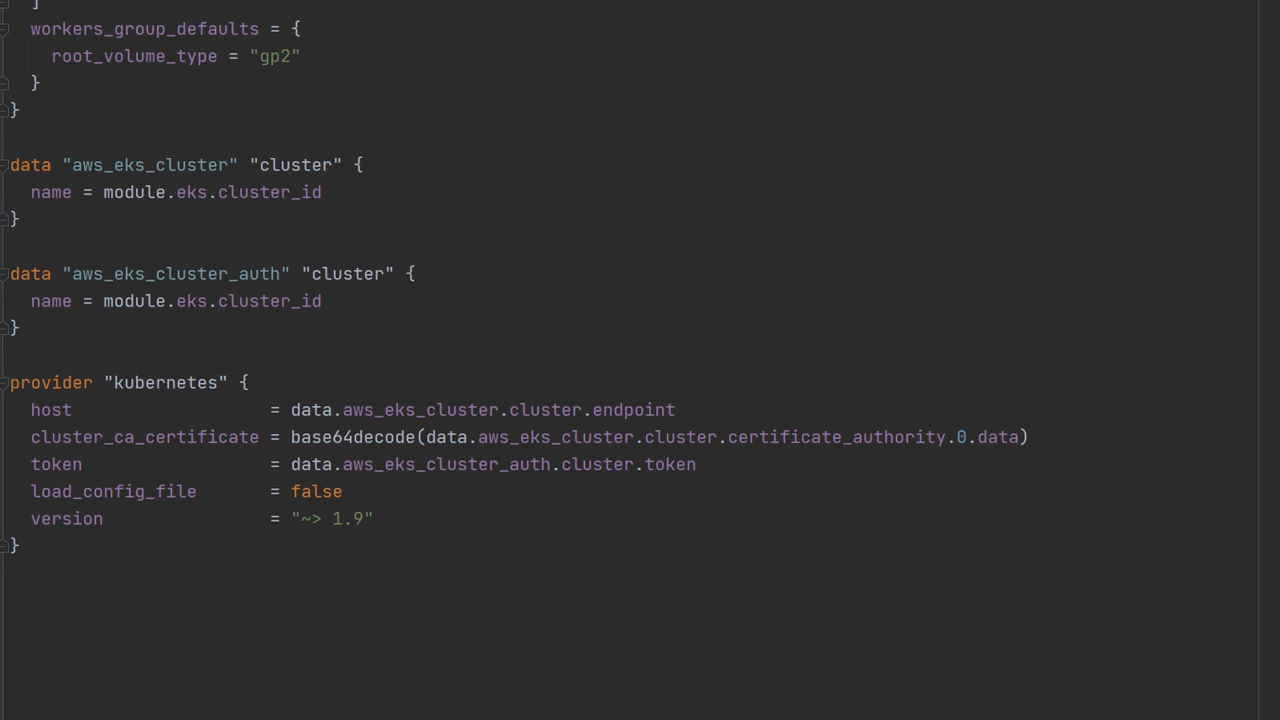 ]
workers_group_defaults = {
root_volume_type = "gp2"
}
}
data "aws_eks_cluster" "cluster" {
name = module.eks.cluster_id
}
data "aws_eks_cluster_auth" "cluster" {
name = module.eks.cluster_id
}
provider "kubernetes" {
host = data.aws_eks_cluster.cluster.endpoint
cluster_ca_certificate = base64decode(data.aws_eks_cluster.cluster.certificate_authority.0.data)
token = data.aws_eks_cluster_auth.cluster.token
load_config_file = false
version = "~> 1.9"
}